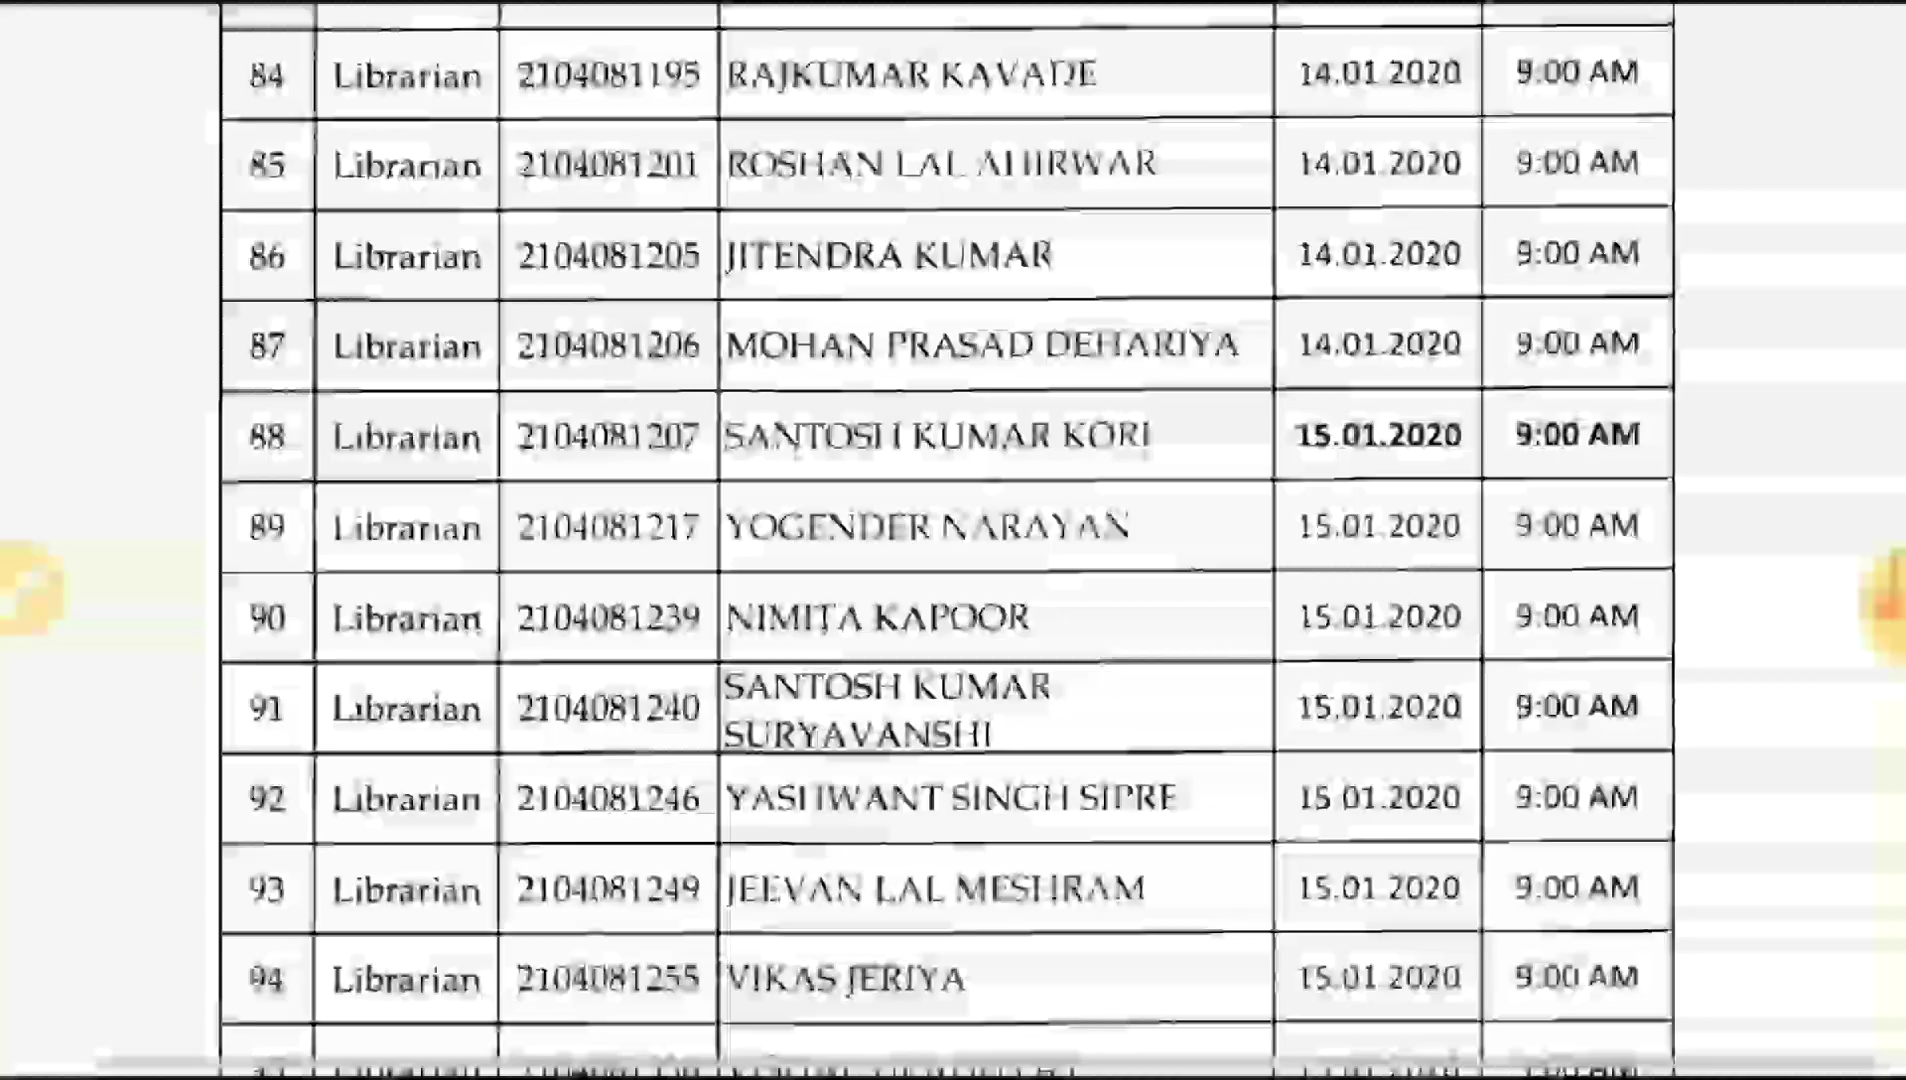 84 Librarian 2104081195 RAJKUMAR KAVADE 14.01.2020 9:00 AM
85 Librarian 2104081201 ROSHAN LAL AHIRWAR 14.01.2020 9:00 AM
86 Librarian 2104081205 JITENDRA KUMAR 14.01.2020 9:00 AM
87 Librarian 2104081206 MOHAN PRASAD DEHARIYA 14.01.2020 9:00 AM
88 Librarian 2104081207 SANTOSH KUMAR KORI 15.01.2020 9:00 AM
89 Librarian 2104081217 YOGENDER NARAYAN 15.01.2020 9:00 AM
90 Librarian 2104081239 NIMITA KAPOOR 15.01.2020 9:00 AM
91 Librarian 2104081240 SANTOSH KUMAR
SURYAVANSHI 15.01.2020 9:00 AM
92 Librarian 2104081246 YASHWANT SINGH SIPRE 15.01.2020 9:00 AM
93 Librarian 2104081249 JEEVAN LAL MESHRAM 15.01.2020 9:00 AM
94 Librarian 2104081255 VIKAS JERIYA 15.01.2020 9:00 AM